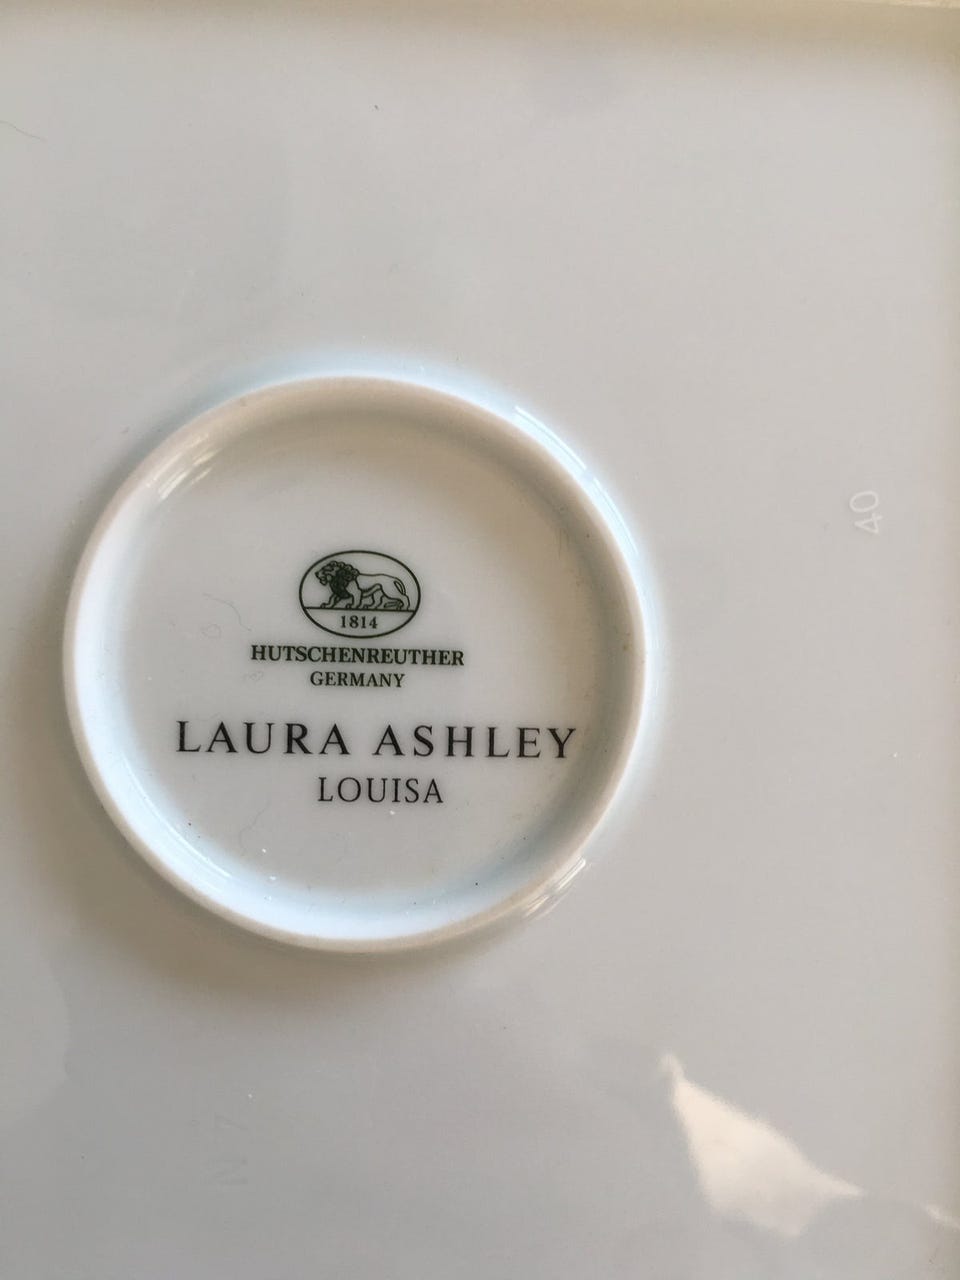 1814
HUTSCHENREUTHER
GERMANY
LAURA ASHLEY
LOUISA
40